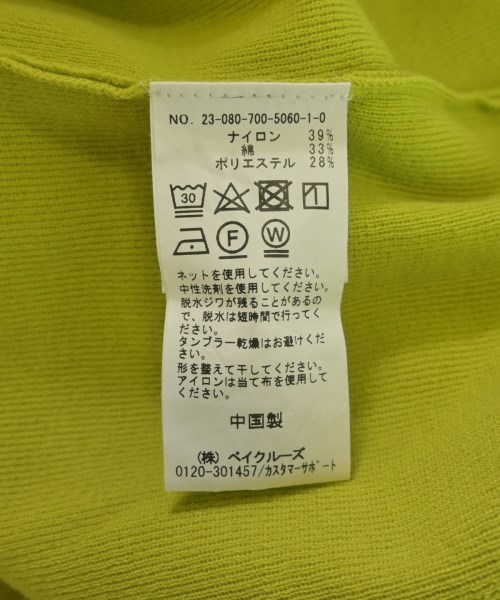 NO. 23-080-700-5060-1-0
ナイロン 39%
綿 33%
ポリエステル 28%
30
F W
ネットを使用してください。
中性洗剤を使用してください。
脱水ジワが残ることがあるの
で、脱水は短時間で行ってく
ださい。
タンブラー乾燥はお避けくだ
さい。
形を整えて干してください。
アイロンは当て布を使用して
ください。
中国製
(株) ベイクルーズ
0120-301457/カスタマーサポート